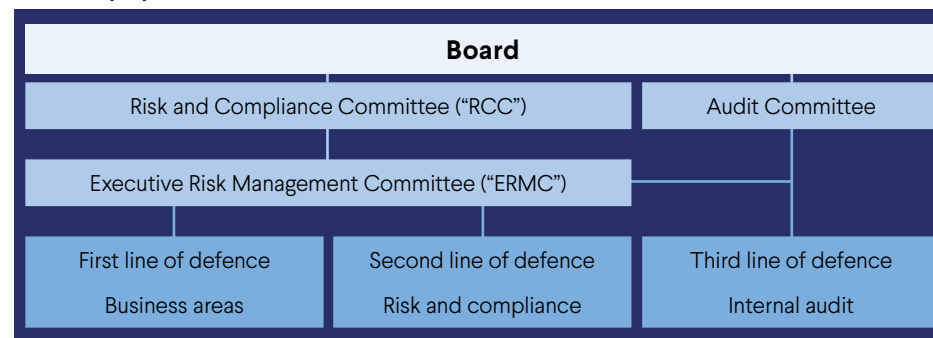 Board
Risk and Compliance Committee (“RCC”)
Audit Committee
Executive Risk Management Committee (“ERMC”)
First line of defence
Business areas
Second line of defence
Risk and compliance
Third line of defence
Internal audit